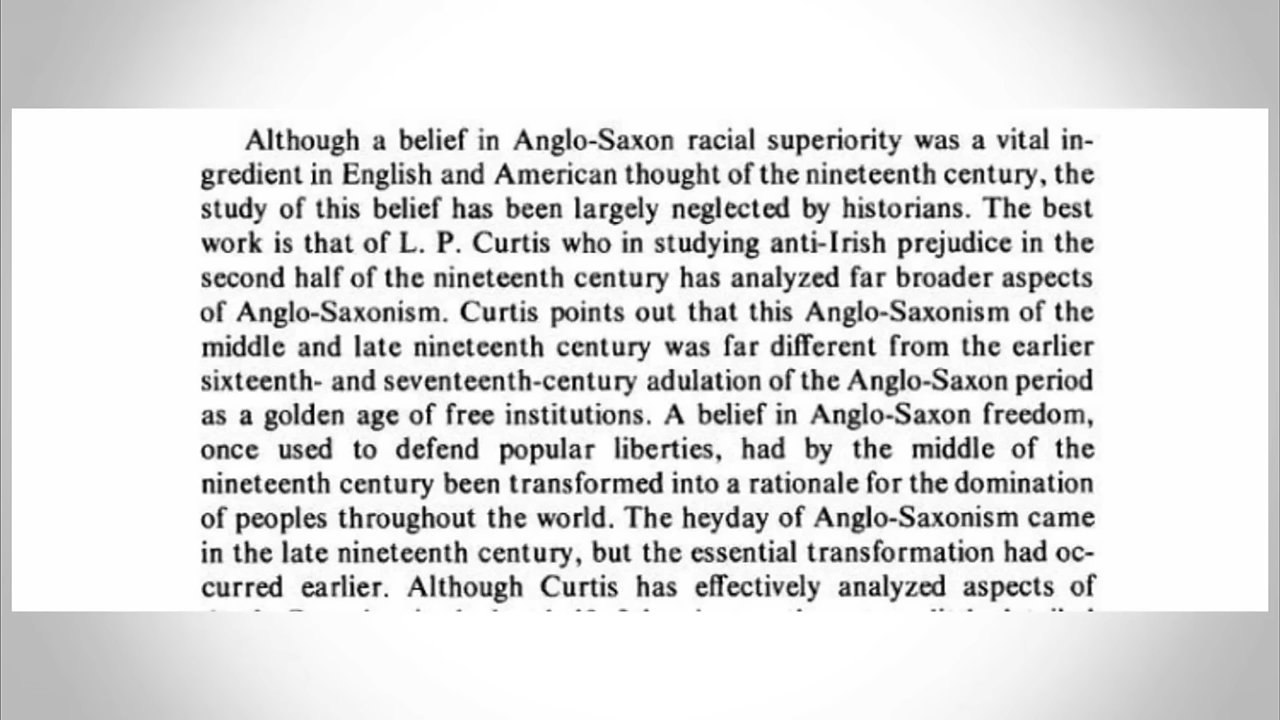 Although a belief in Anglo-Saxon racial superiority was a vital in-
gredient in English and American thought of the nineteenth century, the
study of this belief has been largely neglected by historians. The best
work is that of L. P. Curtis who in studying anti-Irish prejudice in the
second half of the nineteenth century has analyzed far broader aspects
of Anglo-Saxonism. Curtis points out that this Anglo-Saxonism of the
middle and late nineteenth century was far different from the earlier
sixteenth- and seventeenth-century adulation of the Anglo-Saxon period
as a golden age of free institutions. A belief in Anglo-Saxon freedom,
once used to defend popular liberties, had by the middle of the
nineteenth century been transformed into a rationale for the domination
of peoples throughout the world. The heyday of Anglo-Saxonism came
in the late nineteenth century, but the essential transformation had oc-
curred earlier. Although Curtis has effectively analyzed aspects of